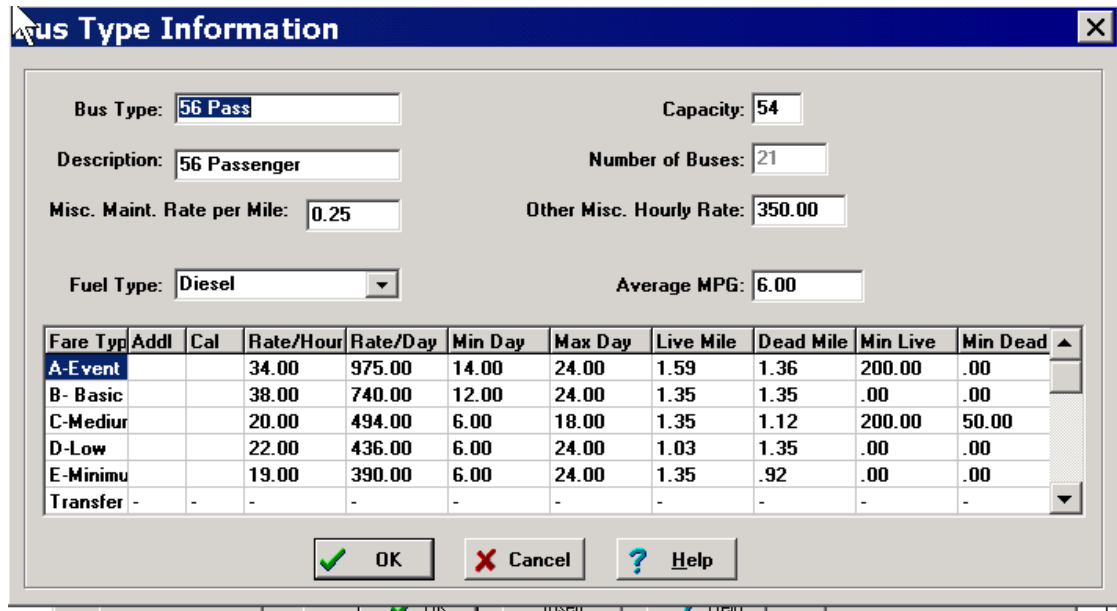 Bus Type Information
Bus Type: 56 Pass Capacity: 54
Description: 56 Passenger Number of Buses: 21
Misc. Maint. Rate per Mile: 0.25 Other Misc. Hourly Rate: 350.00
Fuel Type: Diesel Average MPG: 6.00
Fare Typ Addl Cal Rate/Hour Rate/Day Min Day Max Day Live Mile Dead Mile Min Live Min Dead
A-Event 34.00 975.00 14.00 24.00 1.59 1.36 200.00 .00
B- Basic 38.00 740.00 12.00 24.00 1.35 1.35 .00 .00
C-Mediur 20.00 494.00 6.00 18.00 1.35 1.12 200.00 50.00
D-Low 22.00 436.00 6.00 24.00 1.03 1.35 .00 .00
E-Minimu 19.00 390.00 6.00 24.00 1.35 .92 .00 .00
Transfer - - - - - - - - - -
OK Cancel ? Help